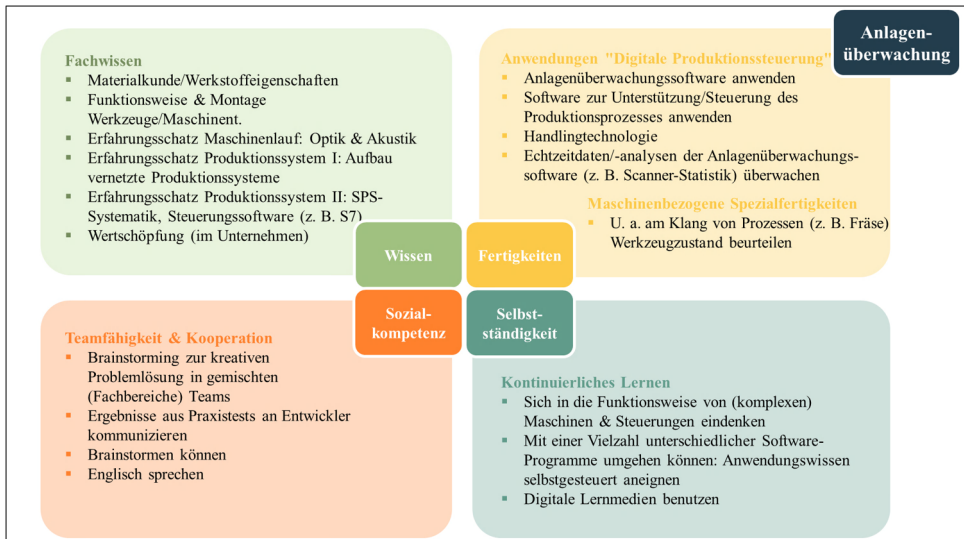 Anlagen-
überwachung
Fachwissen
▪ Materialkunde/Werkstoffeigenschaften
▪ Funktionsweise & Montage
Werkzeuge/Maschinent.
▪ Erfahrungsschatz Maschinenlauf: Optik & Akustik
▪ Erfahrungsschatz Produktionssystem I: Aufbau
vernetzte Produktionssysteme
▪ Erfahrungsschatz Produktionssystem II: SPS-
Systematik, Steuerungssoftware (z. B. S7)
▪ Wertschöpfung (im Unternehmen)
Anwendungen "Digitale Produktionssteuerung"
▪ Anlagenüberwachungssoftware anwenden
▪ Software zur Unterstützung/Steuerung des
Produktionsprozesses anwenden
▪ Handlingtechnologie
▪ Echtzeitdaten/-analysen der Anlagenüberwachungs-
software (z. B. Scanner-Statistik) überwachen
Maschinenbezogene Spezialfertigkeiten
▪ U. a. am Klang von Prozessen (z. B. Fräse)
Werkzeugzustand beurteilen
Wissen
Fertigkeiten
Sozial-
kompetenz
Selbst-
ständigkeit
Teamfähigkeit & Kooperation
▪ Brainstorming zur kreativen
Problemlösung in gemischten
(Fachbereiche) Teams
▪ Ergebnisse aus Praxistests an Entwickler
kommunizieren
▪ Brainstormen können
▪ Englisch sprechen
Kontinuierliches Lernen
▪ Sich in die Funktionsweise von (komplexen)
Maschinen & Steuerungen eindenken
▪ Mit einer Vielzahl unterschiedlicher Software-
Programme umgehen können: Anwendungswissen
selbstgesteuert aneignen
▪ Digitale Lernmedien benutzen